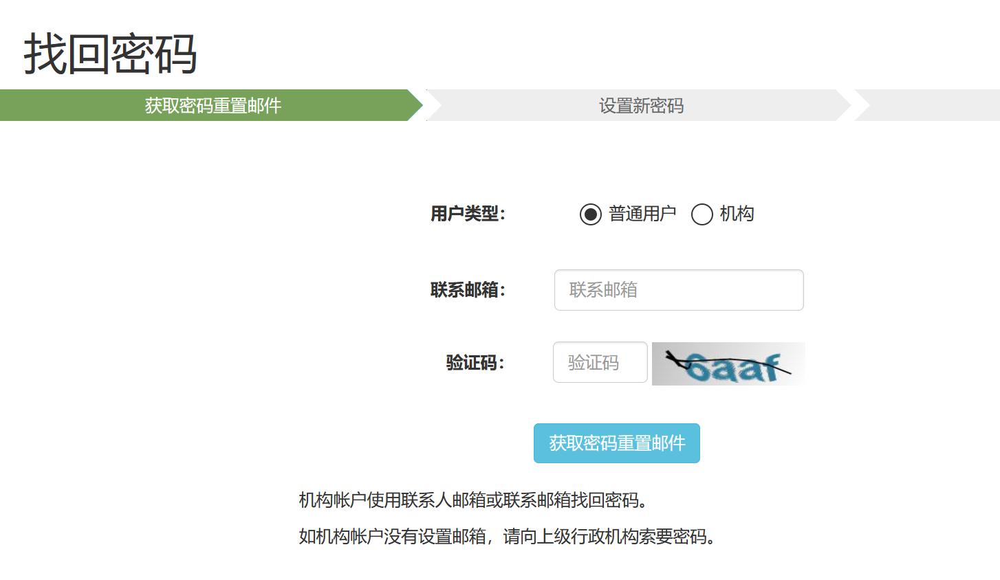 找回密码
获取密码重置邮件
设置新密码
用户类型：
普通用户 机构
联系邮箱：
联系邮箱
验证码：
验证码
6aaf
获取密码重置邮件
机构帐户使用联系人邮箱或联系邮箱找回密码。
如机构帐户没有设置邮箱，请向上级行政机构索要密码。